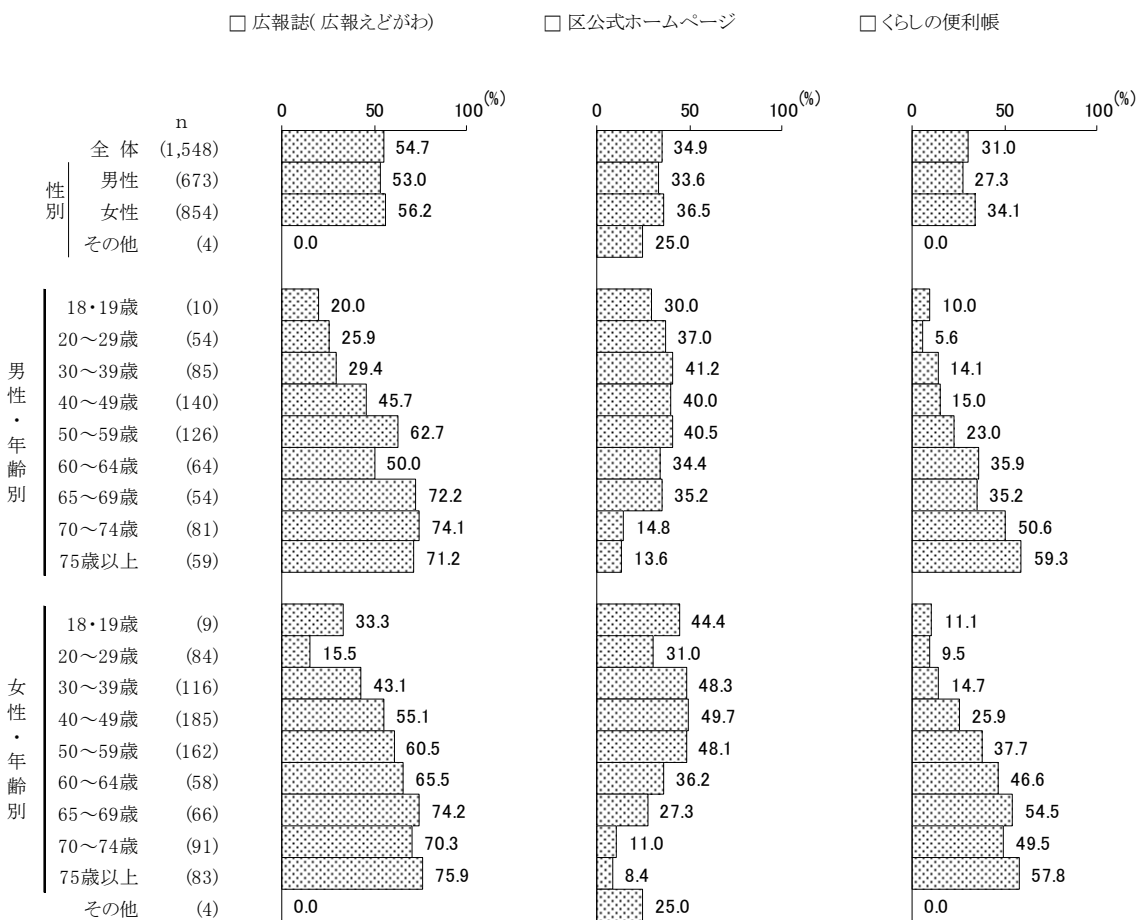 □ 広報誌(広報えどがわ) □ 区公式ホームページ □ くらしの便利帳
0 50 100(%) 0 50 100(%) 0 50 100(%)
n
全 体 (1,548) 54.7 34.9 31.0
性別
男性 (673) 53.0 33.6 27.3
女性 (854) 56.2 36.5 34.1
その他 (4) 0.0 25.0 0.0
男性・年齢別
18・19歳 (10) 20.0 30.0 10.0
20～29歳 (54) 25.9 37.0 5.6
30～39歳 (85) 29.4 41.2 14.1
40～49歳 (140) 45.7 40.0 15.0
50～59歳 (126) 62.7 40.5 23.0
60～64歳 (64) 50.0 34.4 35.9
65～69歳 (54) 72.2 35.2 35.2
70～74歳 (81) 74.1 14.8 50.6
75歳以上 (59) 71.2 13.6 59.3
女性・年齢別
18・19歳 (9) 33.3 44.4 11.1
20～29歳 (84) 15.5 31.0 9.5
30～39歳 (116) 43.1 48.3 14.7
40～49歳 (185) 55.1 49.7 25.9
50～59歳 (162) 60.5 48.1 37.7
60～64歳 (58) 65.5 36.2 46.6
65～69歳 (66) 74.2 27.3 54.5
70～74歳 (91) 70.3 11.0 49.5
75歳以上 (83) 75.9 8.4 57.8
その他 (4) 0.0 25.0 0.0